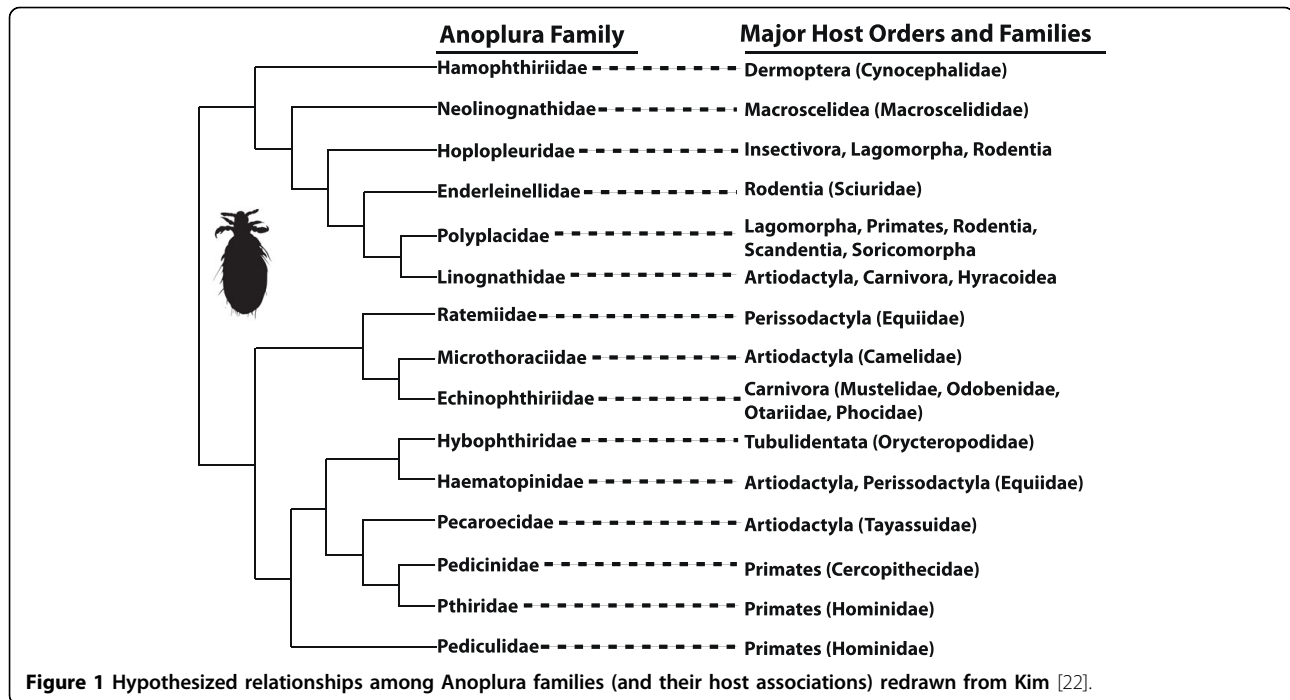 Anoplura Family Major Host Orders and Families
Hamophthiriidae Dermoptera (Cynocephalidae)
Neolinognathidae Macroscelidea (Macroscelididae)
Hoplopleuridae Insectivora, Lagomorpha, Rodentia
Enderleinellidae Rodentia (Sciuridae)
Polyplacidae Lagomorpha, Primates, Rodentia,
Scandentia, Soricomorpha
Linognathidae Artiodactyla, Carnivora, Hyracoidea
Ratemiidae Perissodactyla (Equiidae)
Microthoraciidae Artiodactyla (Camelidae)
Echinophthiriidae Carnivora (Mustelidae, Odobenidae,
Otariidae, Phocidae)
Hybophthiridae Tubulidentata (Orycteropodidae)
Haematopinidae Artiodactyla, Perissodactyla (Equiidae)
Pecaroecidae Artiodactyla (Tayassuidae)
Pedicinidae Primates (Cercopithecidae)
Pthiridae Primates (Hominidae)
Pediculidae Primates (Hominidae)
Figure 1 Hypothesized relationships among Anoplura families (and their host associations) redrawn from Kim [22].